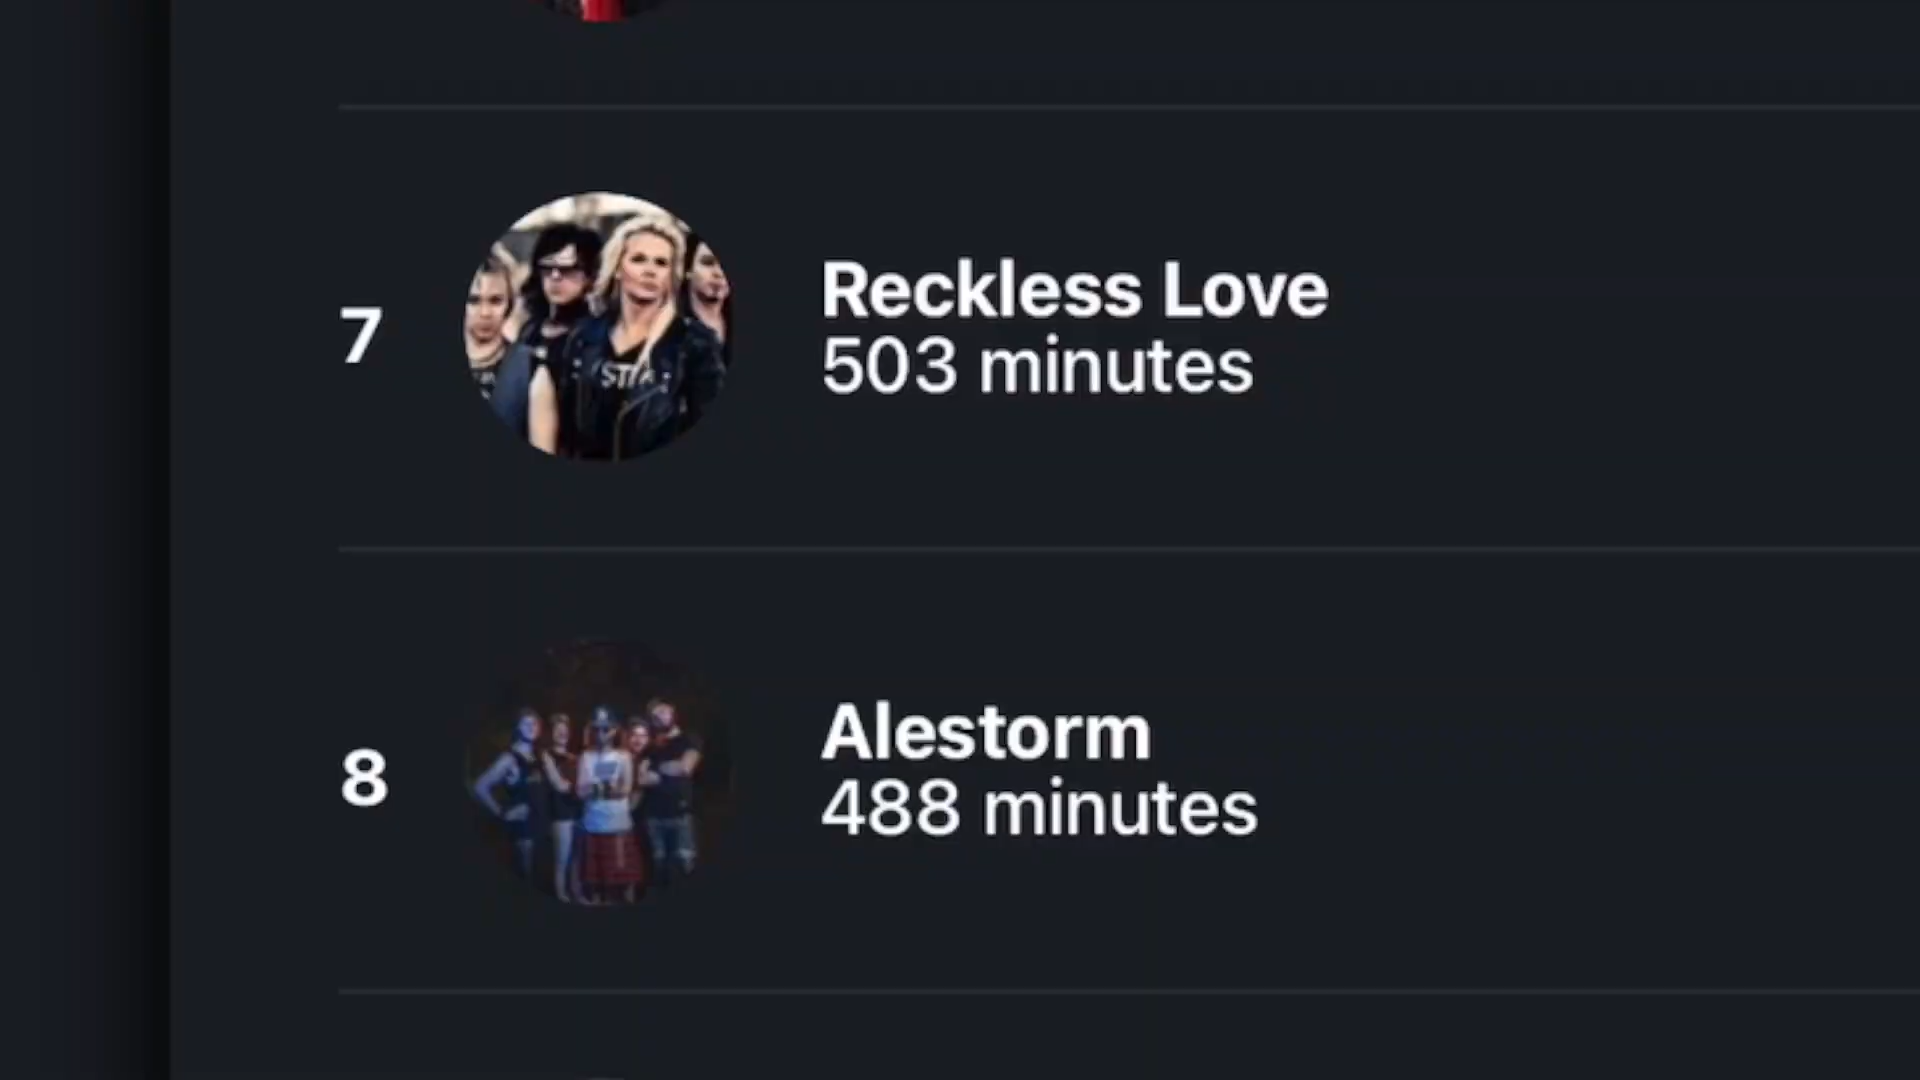 7
Reckless Love
503 minutes
8
Alestorm
488 minutes